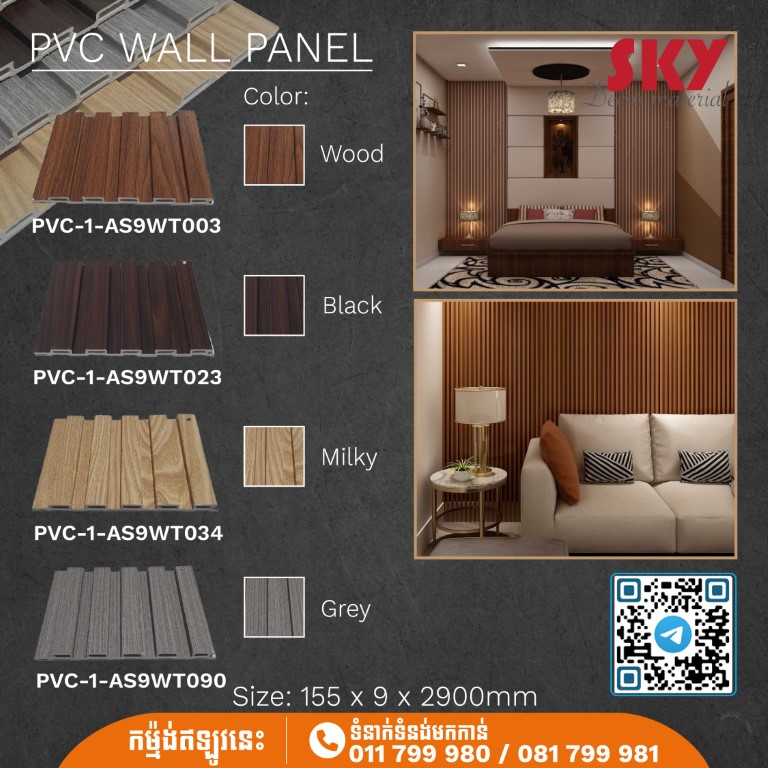 PVC WALL PANEL
SKY
Decor material
Color:
Wood
PVC-1-AS9WT003
Black
PVC-1-AS9WT023
Milky
PVC-1-AS9WT034
Grey
PVC-1-AS9WT090
Size: 155 x 9 x 2900mm
កម្ម៉ង់ឥឡូវនេះ
ទំនាក់ទំនងមកកាន់
011 799 980 / 081 799 981